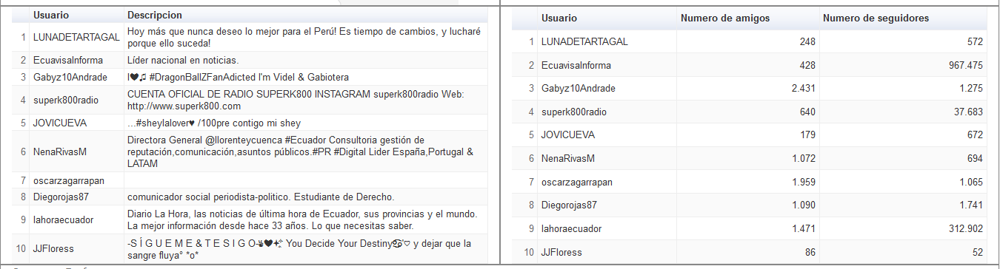 Usuario Descripcion
1 LUNADETARTAGAL Hoy más que nunca deseo lo mejor para el Perú! Es tiempo de cambios, y lucharé
porque ello suceda!
2 EcuavisaInforma Líder nacional en noticias.
3 Gabyz10Andrade I♥♫ #DragonBallZFanAdicted I'm Videl & Gabiotera
4 superk800radio CUENTA OFICIAL DE RADIO SUPERK800 INSTAGRAM superk800radio Web:
http://www.superk800.com
5 JOVICUEVA ...#sheylalover♥ /100pre contigo mi shey
6 NenaRivasM Directora General @llorenteycuenca #Ecuador Consultoria gestión de
reputación,comunicación,asuntos públicos.#PR #Digital Lider España,Portugal &
LATAM
7 oscarzagarrapan
8 Diegorojas87 comunicador social periodista-politico. Estudiante de Derecho.
9 lahoraecuador Diario La Hora, las noticias de última hora de Ecuador, sus provincias y el mundo.
La mejor información desde hace 33 años. Lo que necesitas saber.
10 JJFloress -S Í G U E M E & T E S I G O- You Decide Your Destiny y dejar que la
sangre fluya° *o*
Usuario Numero de amigos Numero de seguidores
1 LUNADETARTAGAL 248 572
2 EcuavisaInforma 428 967.475
3 Gabyz10Andrade 2.431 1.275
4 superk800radio 640 37.683
5 JOVICUEVA 179 672
6 NenaRivasM 1.072 694
7 oscarzagarrapan 1.959 1.065
8 Diegorojas87 1.090 1.741
9 lahoraecuador 1.471 312.902
10 JJFloress 86 52